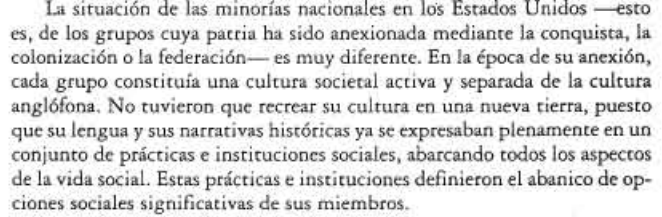 La situación de las minorías nacionales en los Estados Unidos —esto
es, de los grupos cuya patria ha sido anexionada mediante la conquista, la
colonización o la federación— es muy diferente. En la época de su anexión,
cada grupo constituía una cultura societal activa y separada de la cultura
anglófona. No tuvieron que recrear su cultura en una nueva tierra, puesto
que su lengua y sus narrativas históricas ya se expresaban plenamente en un
conjunto de prácticas e instituciones sociales, abarcando todos los aspectos
de la vida social. Estas prácticas e instituciones definieron el abanico de op-
ciones sociales significativas de sus miembros.